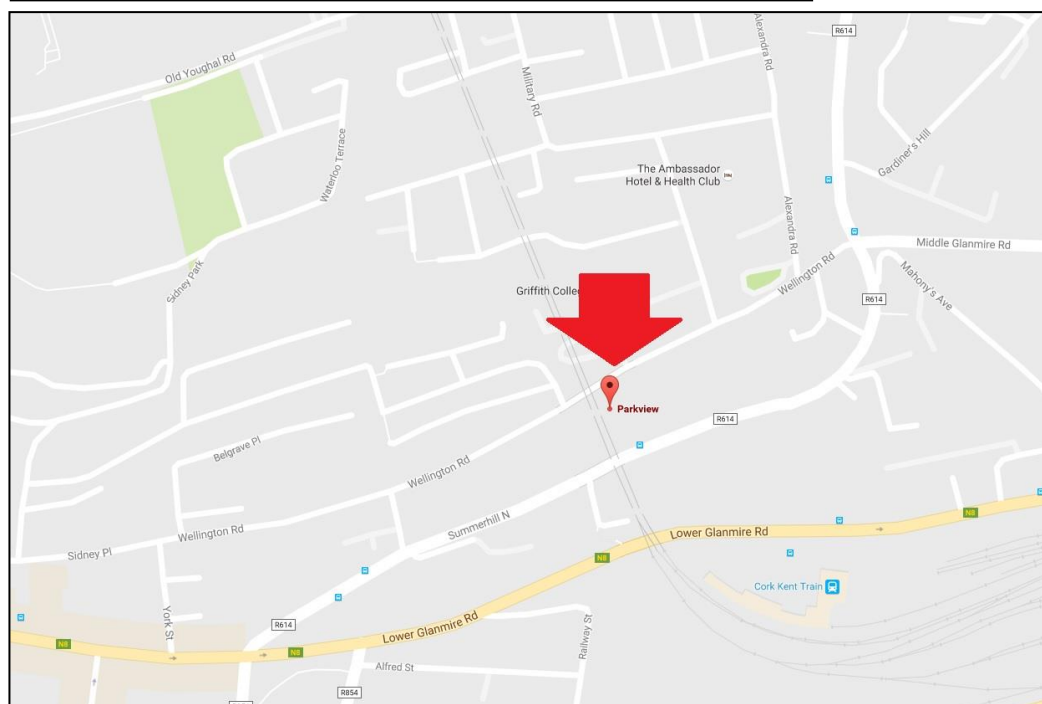 R614
Old Youghal Rd
Alexandra Rd
Military Rd
Gardiner's Hill
The Ambassador
Hotel & Health Club
Waterloo Terrace
Alexandra Rd
Middle Glanmire Rd
Sidney Park
Wellington Rd
Mahony's Ave
Griffith Colle
R614
Parkview
R614
Belgrave Pl
Wellington Rd
Summerhill N
Wellington Rd
Sidney Pl
N8
Lower Glanmire Rd
N8
Cork Kent Train
York St
R614
Lower Glanmire Rd
Railway St
N8
N8
Alfred St
R854